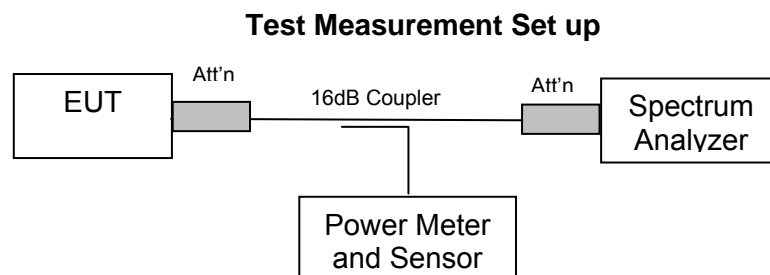 Test Measurement Set up
EUT
Att'n
16dB Coupler
Att'n
Spectrum
Analyzer
Power Meter
and Sensor